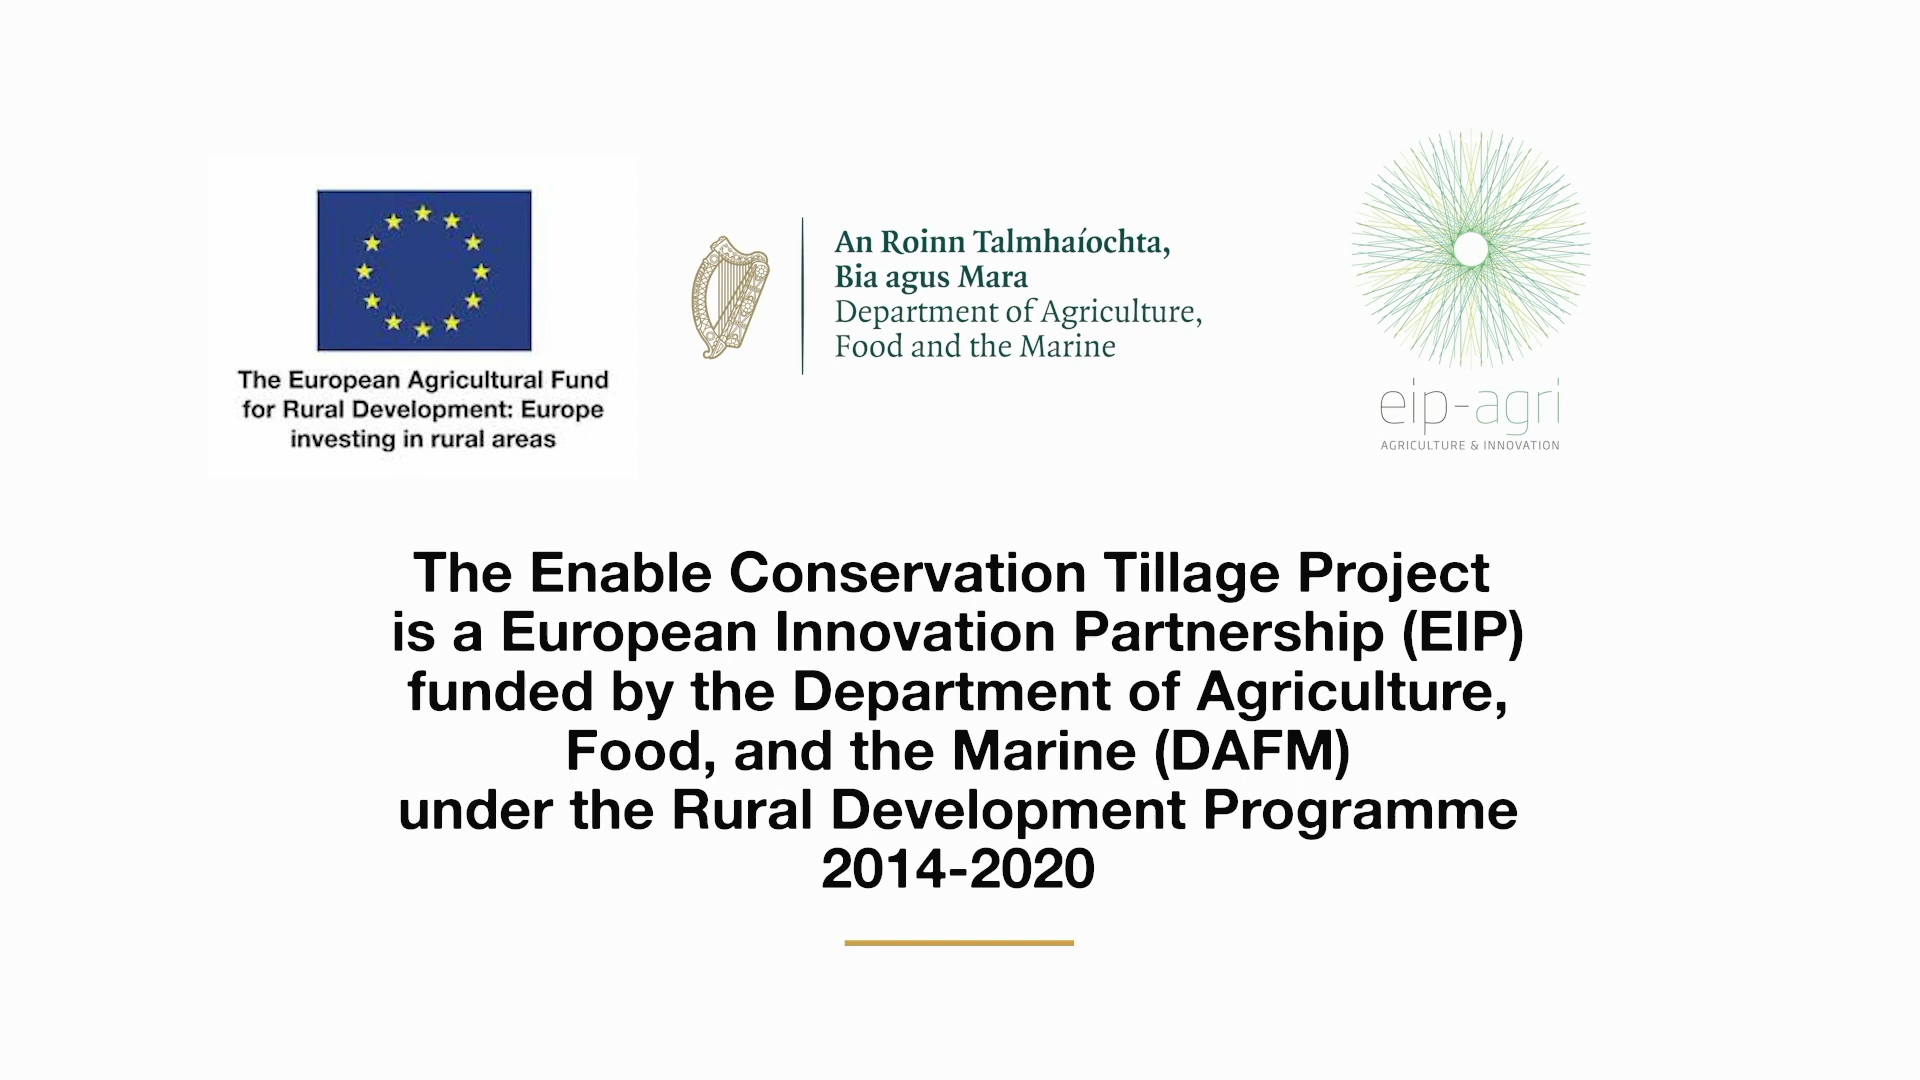 The European Agricultural Fund
for Rural Development: Europe
investing in rural areas
An Roinn Talmhaíochta,
Bia agus Mara
Department of Agriculture,
Food and the Marine
eip-agri
AGRICULTURE & INNOVATION
The Enable Conservation Tillage Project
is a European Innovation Partnership (EIP)
funded by the Department of Agriculture,
Food, and the Marine (DAFM)
under the Rural Development Programme
2014-2020